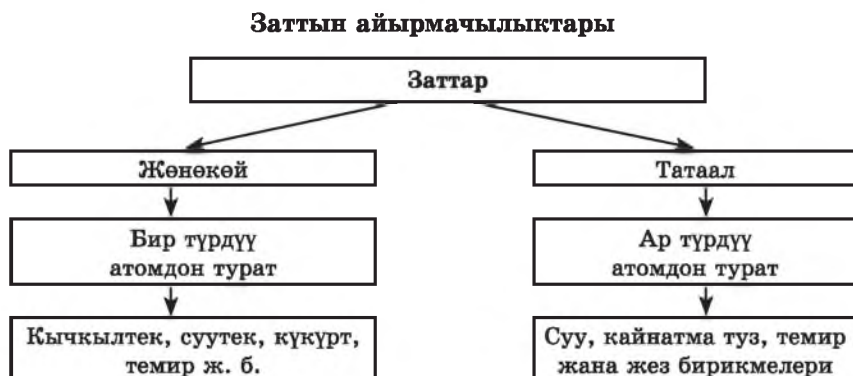 Заттын айырмачылыктары
Заттар
Жөнөкөй
Татаал
Бир түрдүү
атомдон турат
Ар түрдүү
атомдон турат
Кычкылтек, суутек, күкүрт,
темир ж. б.
Суу, кайнатма туз, темир
жана жез бирикмелери